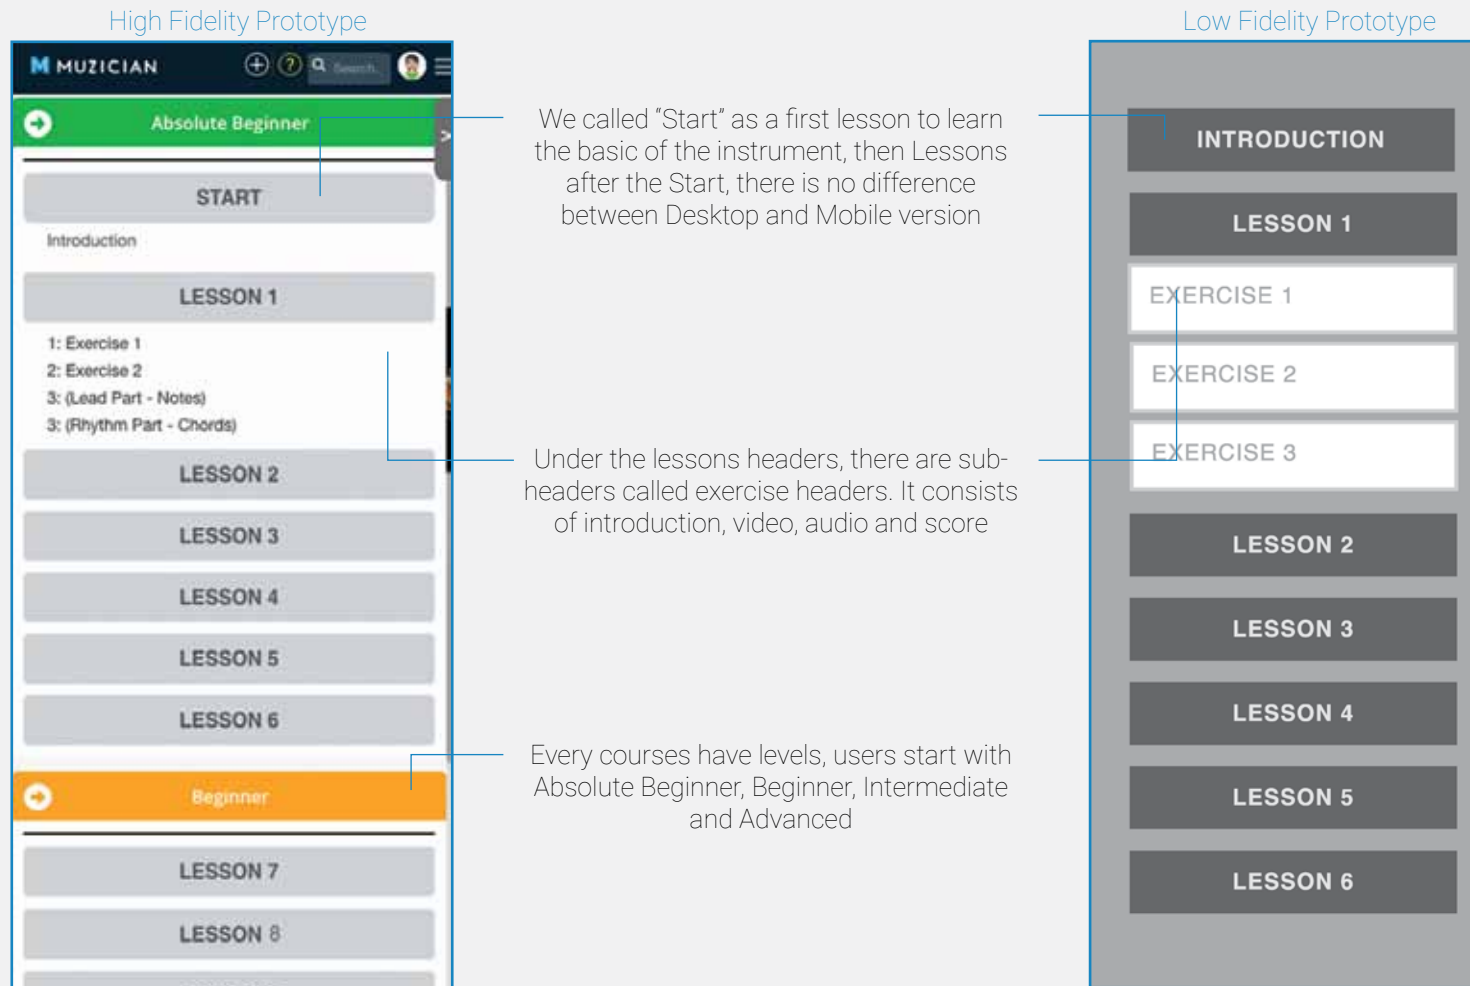 High Fidelity Prototype
M MUZICIAN
Search..
Absolute Beginner
START
Introduction
LESSON 1
1: Exercise 1
2: Exercise 2
3: (Lead Part - Notes)
3: (Rhythm Part - Chords)
LESSON 2
LESSON 3
LESSON 4
LESSON 5
LESSON 6
Beginner
LESSON 7
LESSON 8
We called “Start” as a first lesson to learn
the basic of the instrument, then Lessons
after the Start, there is no difference
between Desktop and Mobile version
Under the lessons headers, there are sub-
headers called exercise headers. It consists
of introduction, video, audio and score
Every courses have levels, users start with
Absolute Beginner, Beginner, Intermediate
and Advanced
Low Fidelity Prototype
INTRODUCTION
LESSON 1
EXERCISE 1
EXERCISE 2
EXERCISE 3
LESSON 2
LESSON 3
LESSON 4
LESSON 5
LESSON 6